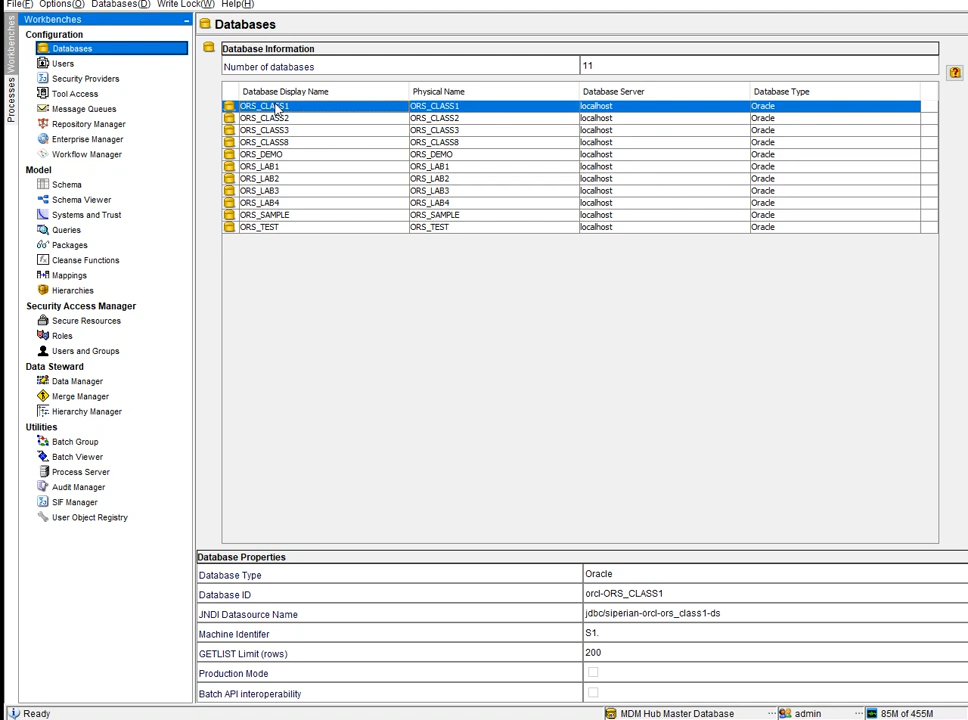 File(F) Options(O) Databases(D) Write Lock(W) Help(H)
Workbenches
Processes
Workbenches
Configuration
Databases
Users
Security Providers
Tool Access
Message Queues
Repository Manager
Enterprise Manager
Workflow Manager
Model
Schema
Schema Viewer
Systems and Trust
Queries
Packages
Cleanse Functions
Mappings
Hierarchies
Security Access Manager
Secure Resources
Roles
Users and Groups
Data Steward
Data Manager
Merge Manager
Hierarchy Manager
Utilities
Batch Group
Batch Viewer
Process Server
Audit Manager
SIF Manager
User Object Registry
Databases
Database Information
Number of databases 11
Database Display Name Physical Name Database Server Database Type
ORS_CLASS1 ORS_CLASS1 localhost Oracle
ORS_CLASS2 ORS_CLASS2 localhost Oracle
ORS_CLASS3 ORS_CLASS3 localhost Oracle
ORS_CLASS8 ORS_CLASS8 localhost Oracle
ORS_DEMO ORS_DEMO localhost Oracle
ORS_LAB1 ORS_LAB1 localhost Oracle
ORS_LAB2 ORS_LAB2 localhost Oracle
ORS_LAB3 ORS_LAB3 localhost Oracle
ORS_LAB4 ORS_LAB4 localhost Oracle
ORS_SAMPLE ORS_SAMPLE localhost Oracle
ORS_TEST ORS_TEST localhost Oracle
Database Properties
Database Type Oracle
Database ID orcl-ORS_CLASS1
JNDI Datasource Name jdbc/siperian-orcl-ors_class1-ds
Machine Identifer S1.
GETLIST Limit (rows) 200
Production Mode
Batch API interoperability
Ready MDM Hub Master Database ... admin ... 85M of 455M